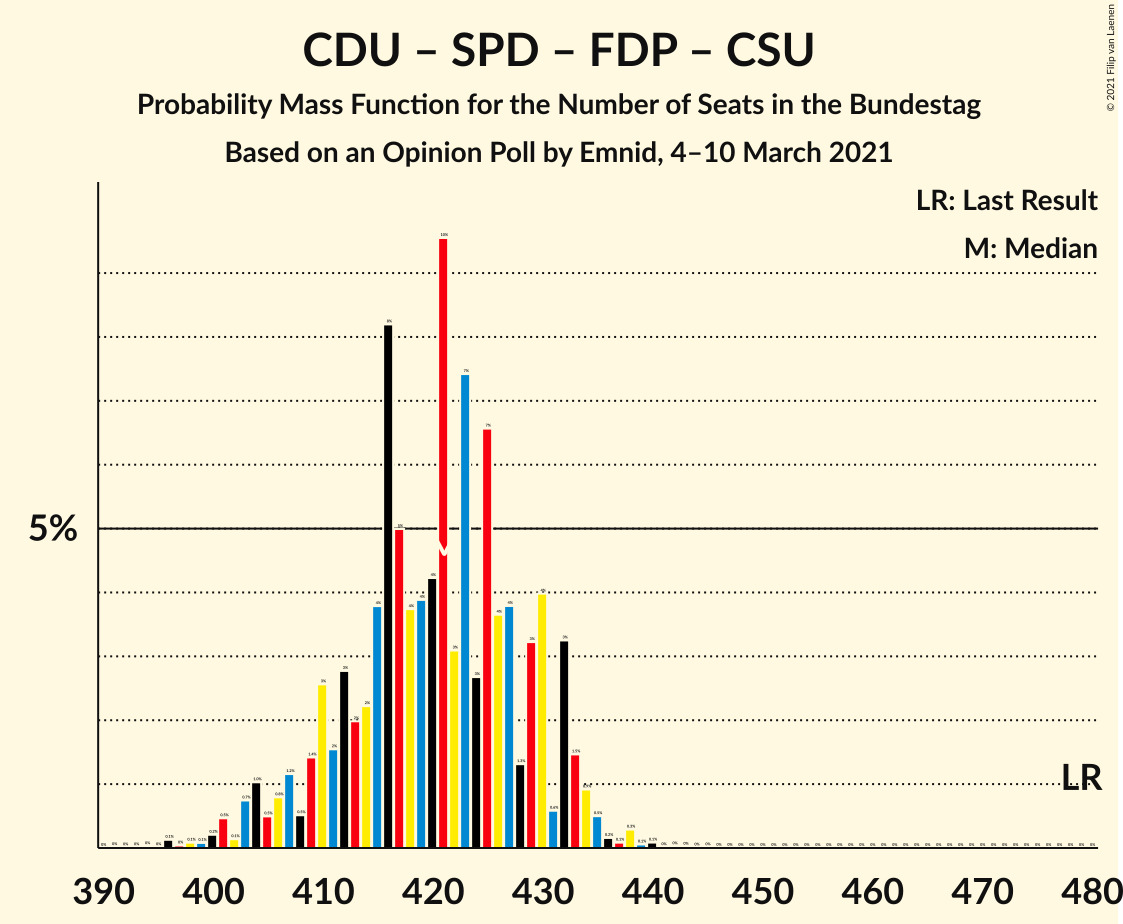 CDU – SPD – FDP – CSU
Probability Mass Function for the Number of Seats in the Bundestag
Based on an Opinion Poll by Emnid, 4–10 March 2021
© 2021 Filip van Laenen
LR: Last Result
M: Median
5%
M
LR
390 400 410 420 430 440 450 460 470 480